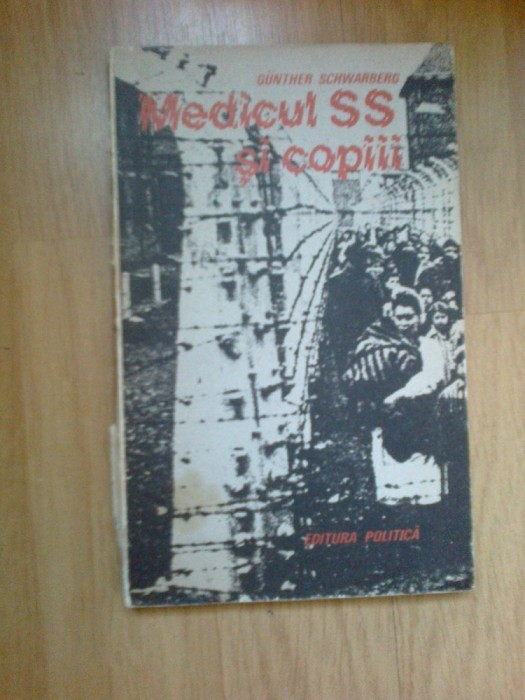 GÜNTHER SCHWARBERG
Medicul SS
și copiii
EDITURA POLITICĂ